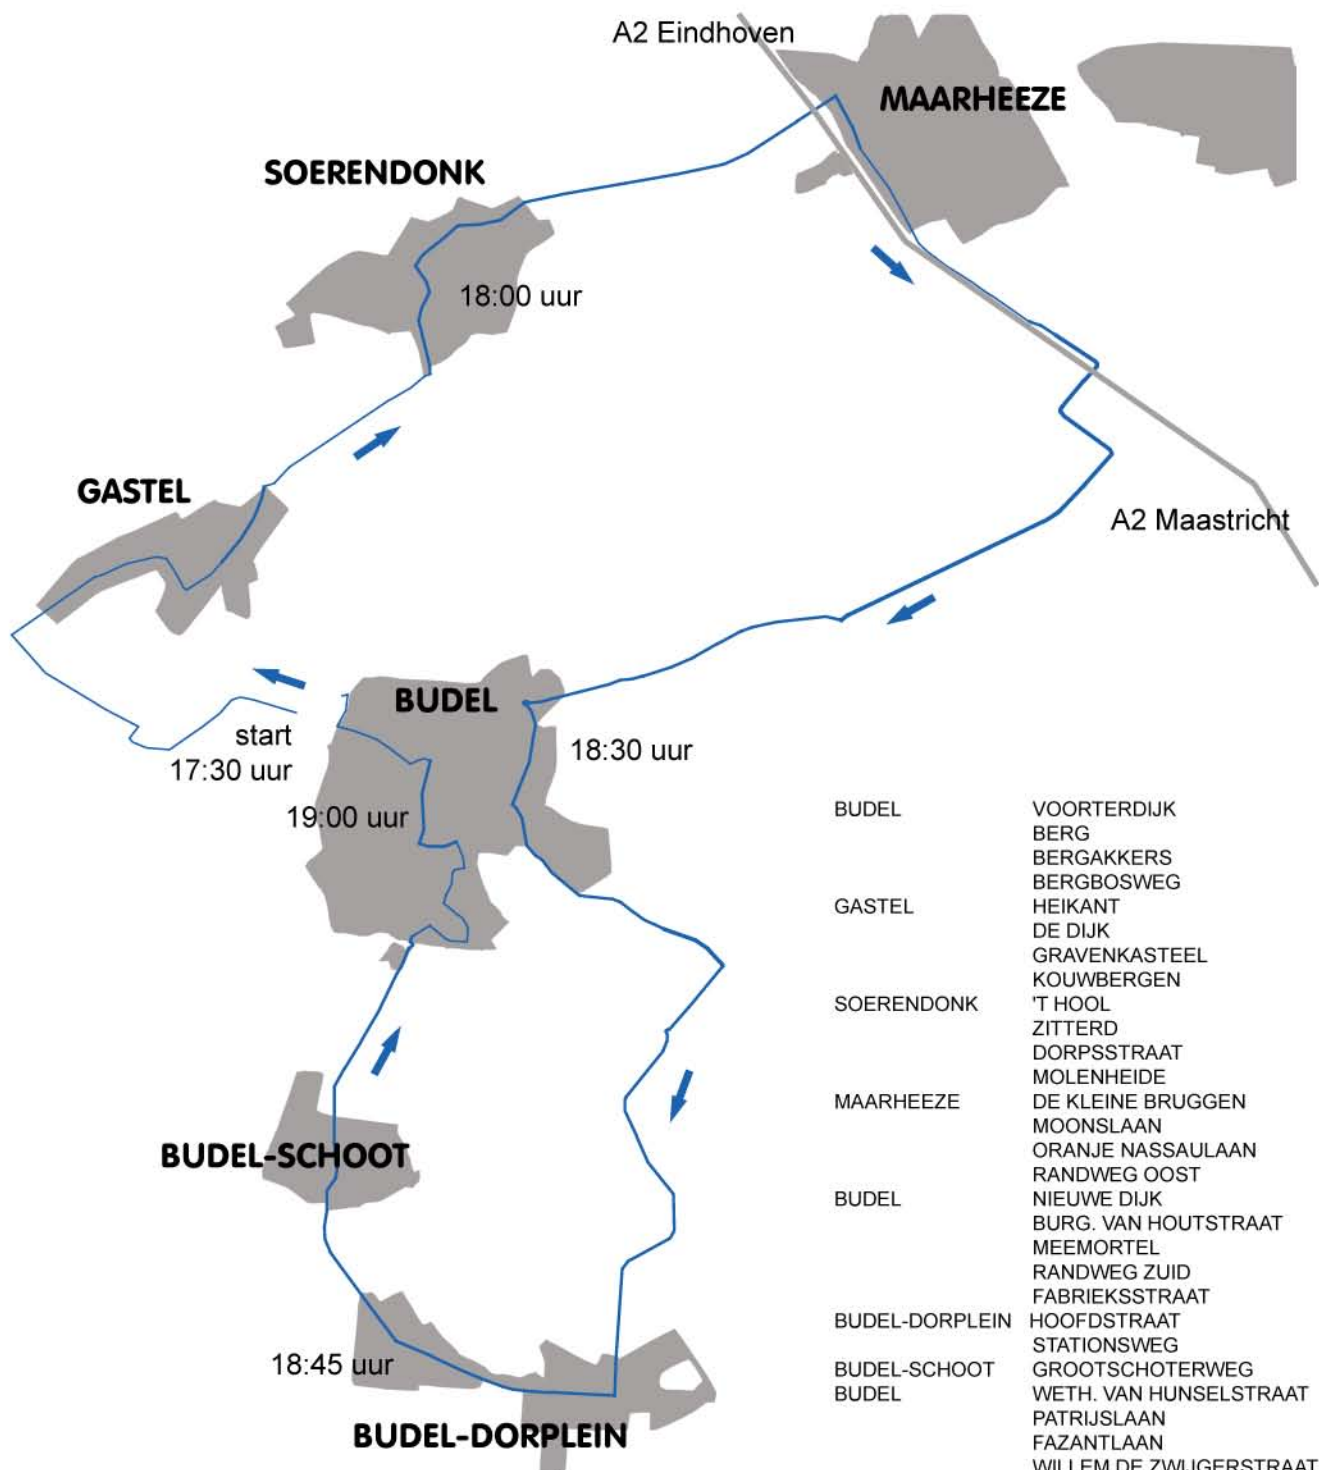 A2 Eindhoven
MAARHEEZE
SOERENDONK
18:00 uur
GASTEL
A2 Maastricht
BUDEL
start
17:30 uur
18:30 uur
19:00 uur
BUDEL-SCHOOT
18:45 uur
BUDEL-DORPLEIN
BUDEL VOORTERDIJK
BERG
BERGAKKERS
BERGBOSWEG
GASTEL HEIKANT
DE DIJK
GRAVENKASTEEL
KOUWBERGEN
SOERENDONK 'T HOOL
ZITTERD
DORPSSTRAAT
MOLENHEIDE
MAARHEEZE DE KLEINE BRUGGEN
MOONSLAAN
ORANJE NASSAULAAN
RANDWEG OOST
BUDEL NIEUWE DIJK
BURG. VAN HOUTSTRAAT
MEEMORTEL
RANDWEG ZUID
FABRIEKSSTRAAT
BUDEL-DORPLEIN HOOFDSTRAAT
STATIONSWEG
BUDEL-SCHOOT GROOTSCHOTERWEG
BUDEL WETH. VAN HUNSELSTRAAT
PATRIJSLAAN
FAZANTLAAN
WILLEM DE ZWIJGERSTRAAT